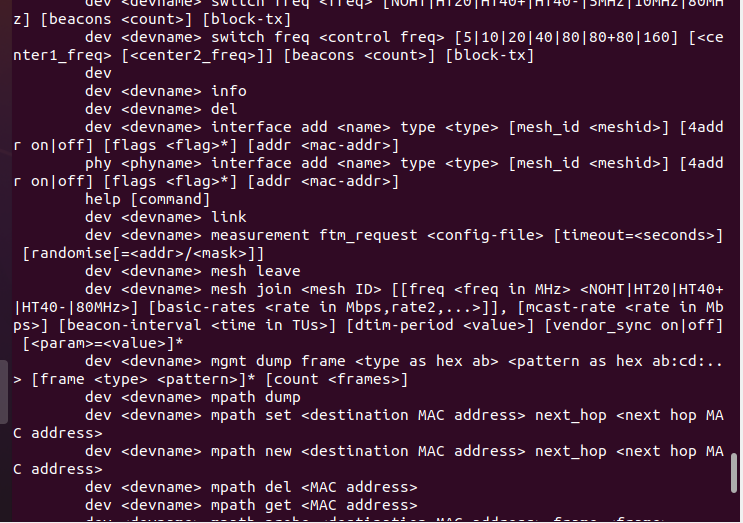 dev <devname> switch freq <freq> [NOHT|HT20|HT40+|HT40-|5MHz|10MHz|80MH
z] [beacons <count>] [block-tx]
dev <devname> switch freq <control freq> [5|10|20|40|80|80+80|160] [<ce
nter1_freq> [<center2_freq>]] [beacons <count>] [block-tx]
dev
dev <devname> info
dev <devname> del
dev <devname> interface add <name> type <type> [mesh_id <meshid>] [4add
r on|off] [flags <flag>*] [addr <mac-addr>]
phy <phyname> interface add <name> type <type> [mesh_id <meshid>] [4add
r on|off] [flags <flag>*] [addr <mac-addr>]
help [command]
dev <devname> link
dev <devname> measurement ftm_request <config-file> [timeout=<seconds>]
[randomise[=<addr>/<mask>]]
dev <devname> mesh leave
dev <devname> mesh join <mesh ID> [[freq <freq in MHz> <NOHT|HT20|HT40+
|HT40-|80MHz>] [basic-rates <rate in Mbps,rate2,...>]], [mcast-rate <rate in Mb
ps>] [beacon-interval <time in TUs>] [dtim-period <value>] [vendor_sync on|off]
[<param>=<value>]*
dev <devname> mgmt dump frame <type as hex ab> <pattern as hex ab:cd:..
> [frame <type> <pattern>]* [count <frames>]
dev <devname> mpath dump
dev <devname> mpath set <destination MAC address> next_hop <next hop MA
C address>
dev <devname> mpath new <destination MAC address> next_hop <next hop MA
C address>
dev <devname> mpath del <MAC address>
dev <devname> mpath get <MAC address>
dev <devname> mpath probe <destination MAC address> frame <frame>